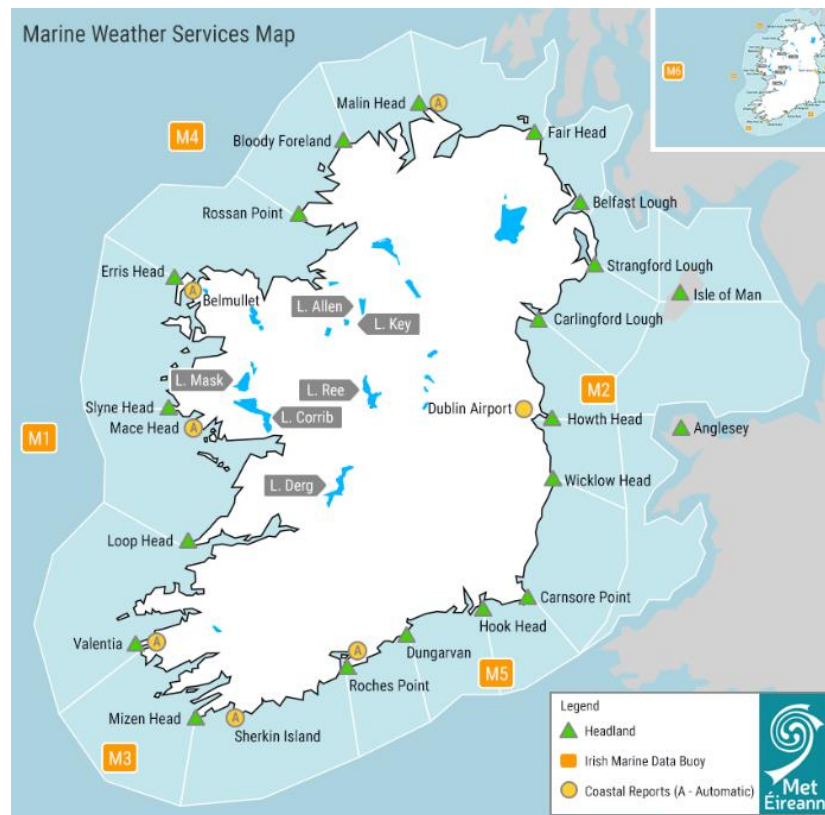 Marine Weather Services Map
M6
Malin Head
A
M4
Bloody Foreland
Fair Head
Rossan Point
Belfast Lough
Strangford Lough
Erris Head
A
Belmullet
L. Allen
Isle of Man
L. Key
Carlingford Lough
L. Mask
L. Ree
M2
Slyne Head
Dublin Airport
Howth Head
L. Corrib
Mace Head
A
M1
Anglesey
L. Derg
Wicklow Head
Loop Head
Carnsore Point
Hook Head
Valentia
A
Dungarvan
A
Roches Point
M5
Mizen Head
A
Sherkin Island
M3
Legend
Headland
Irish Marine Data Buoy
Coastal Reports (A - Automatic)
Met
Éireann